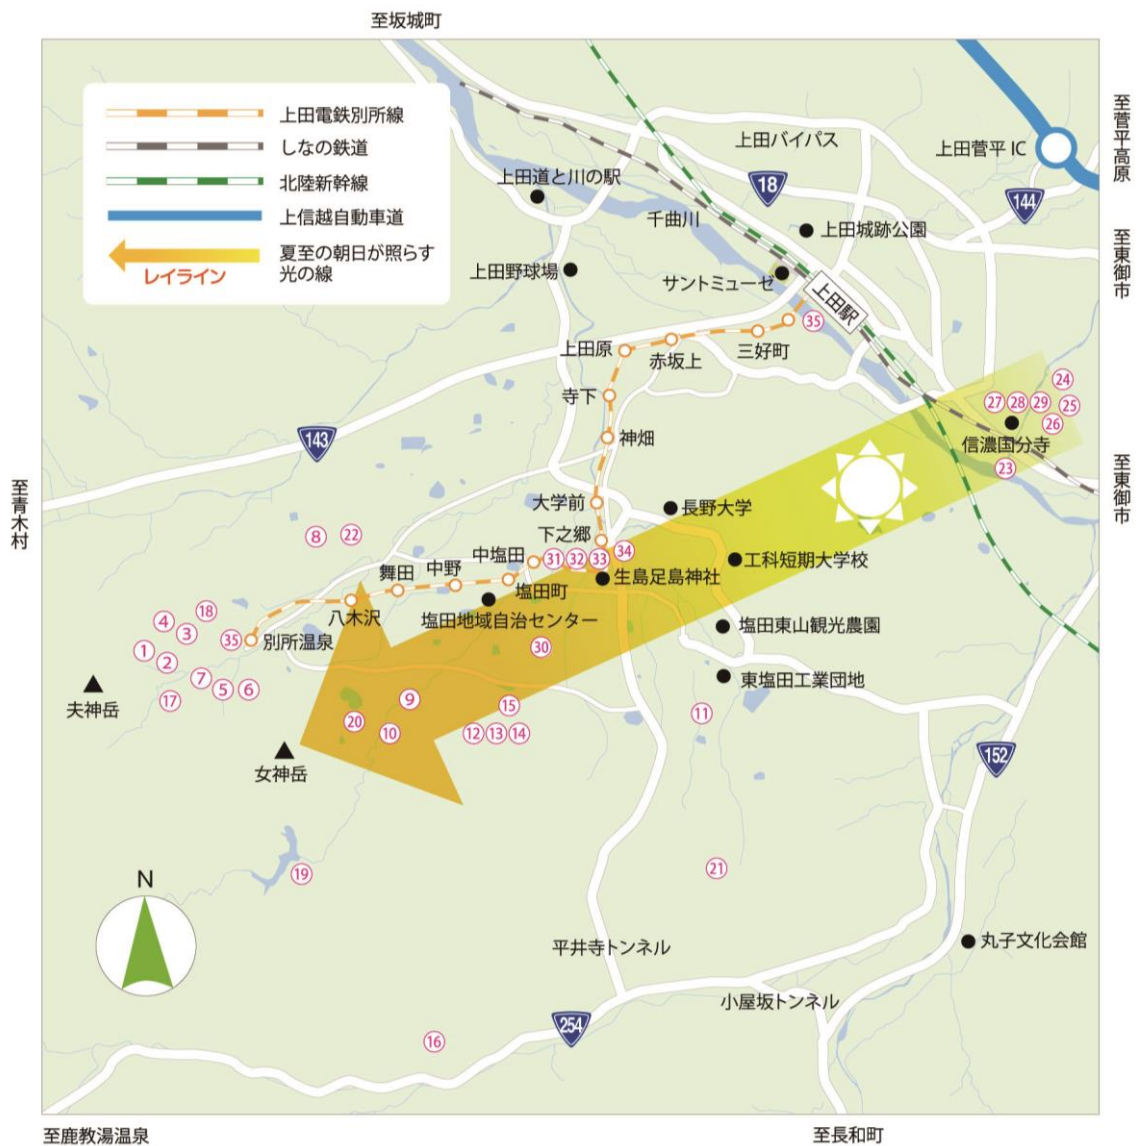 至坂城町
上田電鉄別所線
しなの鉄道
北陸新幹線
上信越自動車道
レイライン
夏至の朝日が照らす
光の線
至菅平高原
上田バイパス
上田菅平 IC
18
144
上田道と川の駅
千曲川
上田城跡公園
至東御市
上田野球場
サントミューゼ
上田駅
35
上田原
赤坂上
三好町
寺下
24
27
28
29
25
26
信濃国分寺
143
神畑
23
至青木村
至東御市
大学前
長野大学
8
22
下之郷
中塩田
31
32
33
34
工科短期大学校
舞田
中野
塩田町
生島足島神社
八木沢
塩田地域自治センター
塩田東山観光農園
18
4
3
35
別所温泉
1
2
30
7
5
6
東塩田工業団地
夫神岳
17
9
15
11
20
10
12
13
14
女神岳
152
19
21
N
平井寺トンネル
丸子文化会館
小屋坂トンネル
16
254
至鹿教湯温泉
至長和町